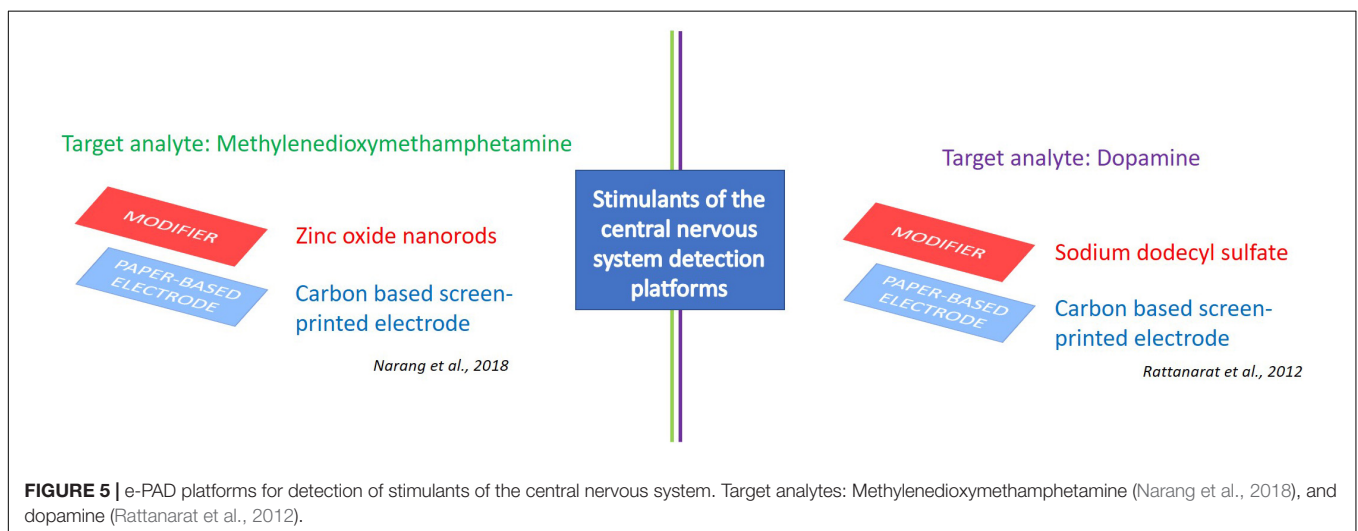 Target analyte: Methylenedioxymethamphetamine
MODIFIER
Zinc oxide nanorods
PAPER-BASED
ELECTRODE
Carbon based screen-
printed electrode
Narang et al., 2018
Stimulants of the
central nervous
system detection
platforms
Target analyte: Dopamine
MODIFIER
Sodium dodecyl sulfate
PAPER-BASED
ELECTRODE
Carbon based screen-
printed electrode
Rattanarat et al., 2012
FIGURE 5 | e-PAD platforms for detection of stimulants of the central nervous system. Target analytes: Methylenedioxymethamphetamine (Narang et al., 2018), and
dopamine (Rattanarat et al., 2012).